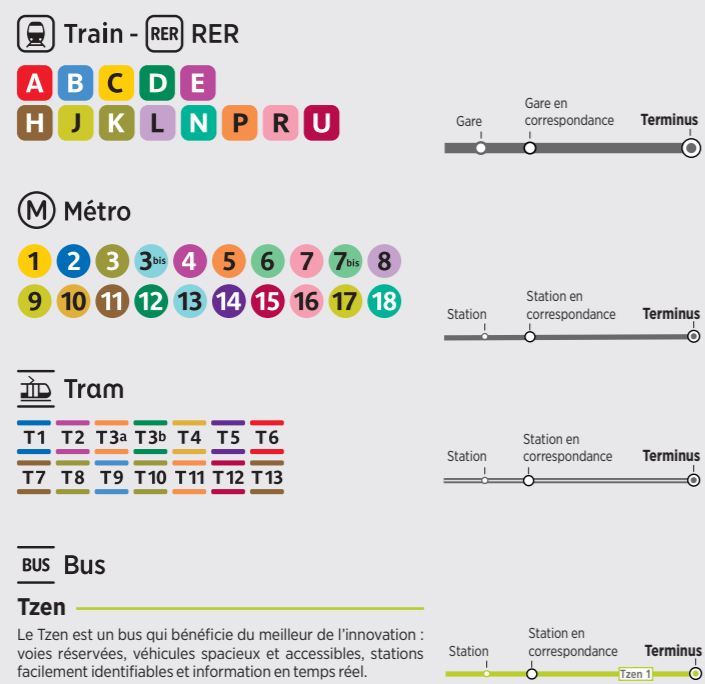 Train - RER RER
A B C D E
H J K L N P R U
Gare
Gare en
correspondance
Terminus
M Métro
1 2 3 3bis 4 5 6 7 7bis 8
9 10 11 12 13 14 15 16 17 18
Station
Station en
correspondance
Terminus
Tram
T1 T2 T3a T3b T4 T5 T6
T7 T8 T9 T10 T11 T12 T13
Station
Station en
correspondance
Terminus
BUS Bus
Tzen
Le Tzen est un bus qui bénéficie du meilleur de l'innovation :
voies réservées, véhicules spacieux et accessibles, stations
facilement identifiables et information en temps réel.
Station
Station en
correspondance
Terminus
Tzen 1